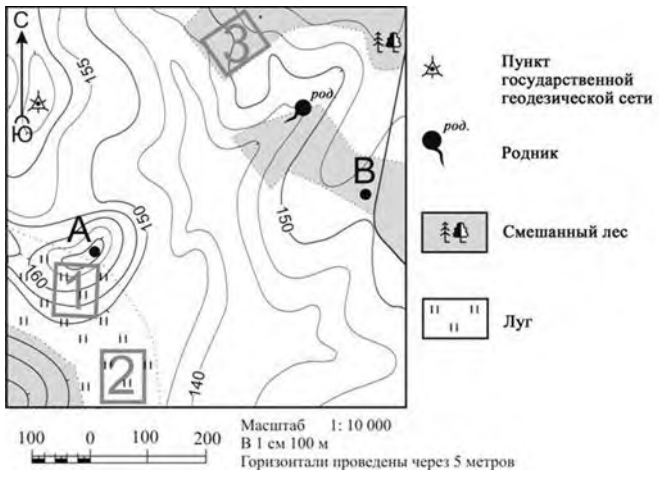 С
Ю
155
3
род.
B
A
150
160
150
1
2
140
Пункт
государственной
геодезической сети
род.
Родник
Смешанный лес
Луг
100 0 100 200
Масштаб 1: 10 000
В 1 см 100 м
Горизонтали проведены через 5 метров